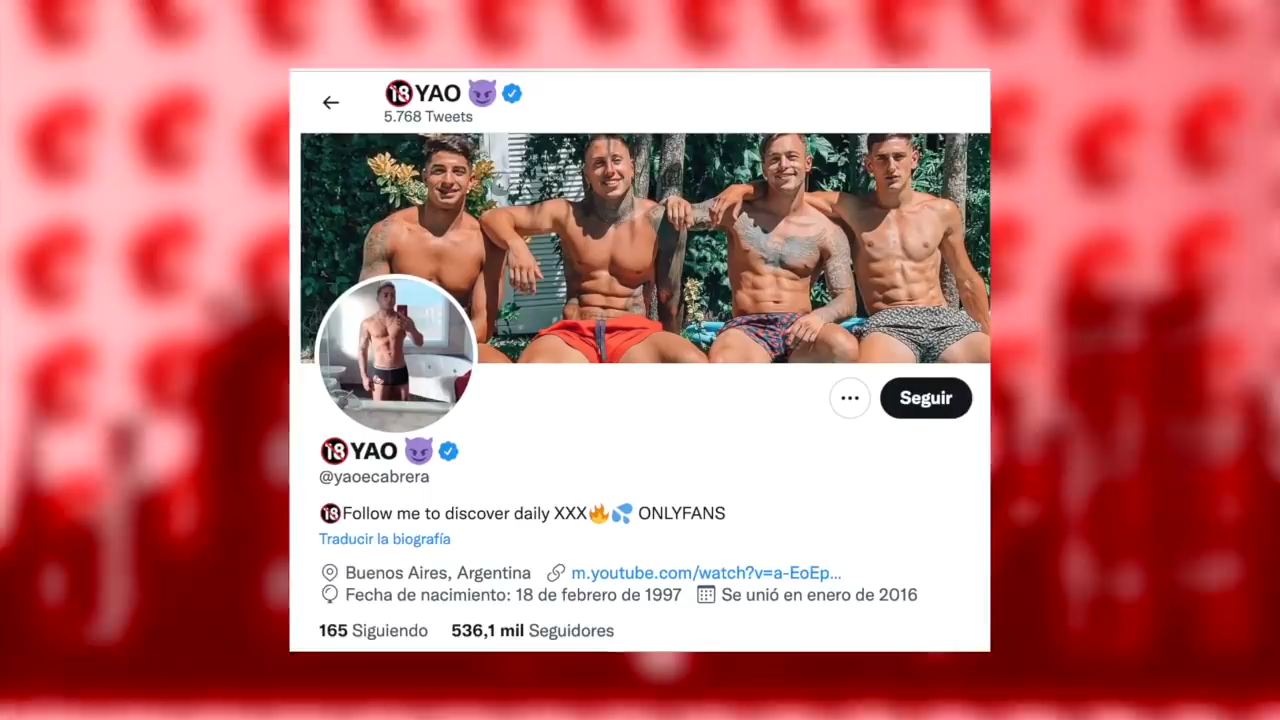 🔞YAO 😈
5.768 Tweets
Seguir
🔞YAO 😈
@yaoecabrera
🔞Follow me to discover daily XXX🔥💦 ONLYFANS
Traducir la biografía
Buenos Aires, Argentina m.youtube.com/watch?v=a-EoEp...
Fecha de nacimiento: 18 de febrero de 1997 Se unió en enero de 2016
165 Siguiendo 536,1 mil Seguidores